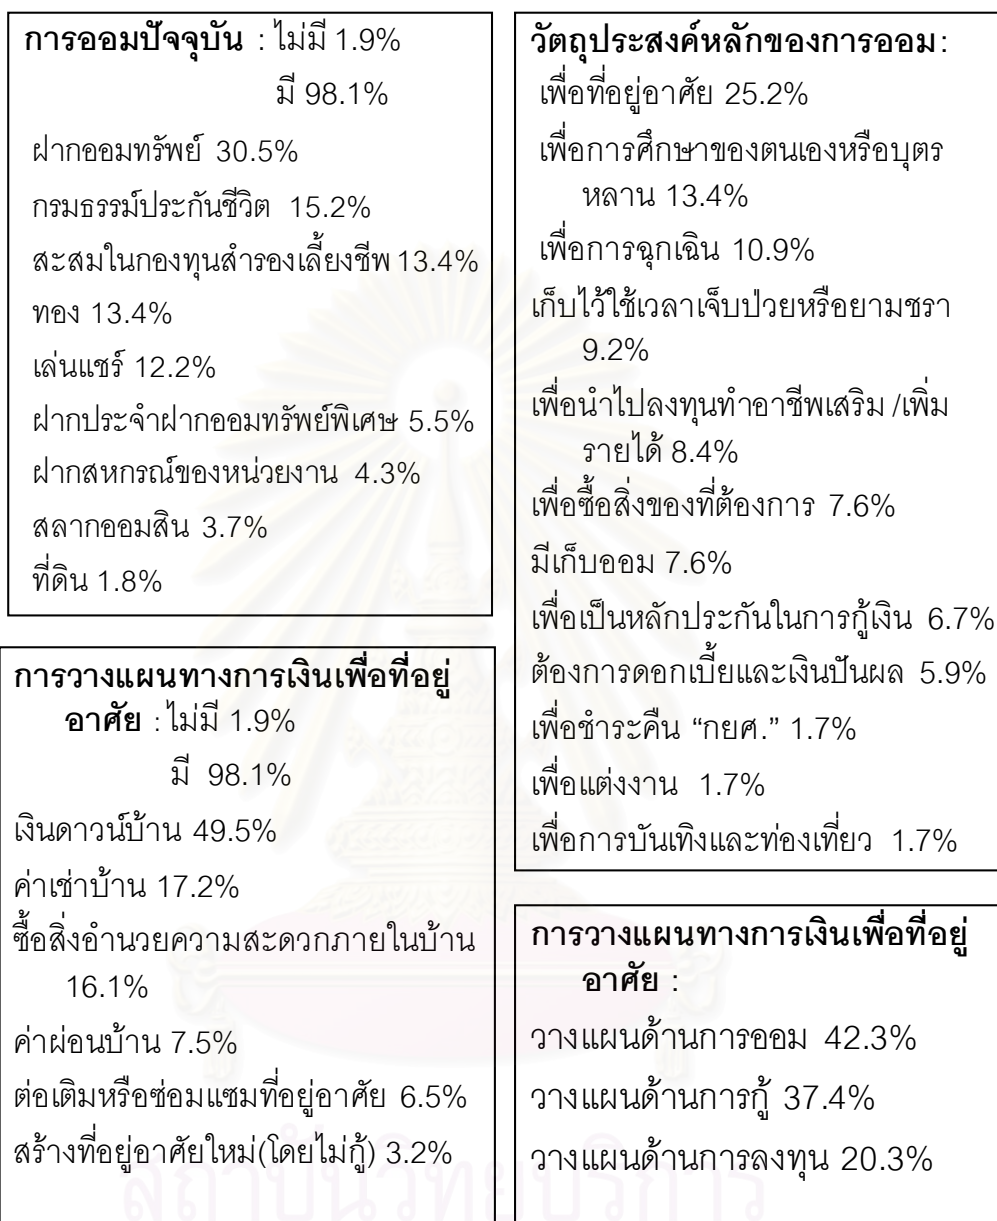 การออมปัจจุบัน : ไม่มี 1.9%
มี 98.1%
ฝากออมทรัพย์ 30.5%
กรมธรรม์ประกันชีวิต 15.2%
สะสมในกองทุนสำรองเลี้ยงชีพ 13.4%
ทอง 13.4%
เล่นแชร์ 12.2%
ฝากประจำฝากออมทรัพย์พิเศษ 5.5%
ฝากสหกรณ์ของหน่วยงาน 4.3%
สลากออมสิน 3.7%
ที่ดิน 1.8%
การวางแผนทางการเงินเพื่อที่อยู่
อาศัย : ไม่มี 1.9%
มี 98.1%
เงินดาวน์บ้าน 49.5%
ค่าเช่าบ้าน 17.2%
ซื้อสิ่งอำนวยความสะดวกภายในบ้าน
16.1%
ค่าผ่อนบ้าน 7.5%
ต่อเติมหรือซ่อมแซมที่อยู่อาศัย 6.5%
สร้างที่อยู่อาศัยใหม่(โดยไม่กู้) 3.2%
วัตถุประสงค์หลักของการออม:
เพื่อที่อยู่อาศัย 25.2%
เพื่อการศึกษาของตนเองหรือบุตร
หลาน 13.4%
เพื่อการฉุกเฉิน 10.9%
เก็บไว้ใช้เวลาเจ็บป่วยหรือยามชรา
9.2%
เพื่อนำไปลงทุนทำอาชีพเสริม /เพิ่ม
รายได้ 8.4%
เพื่อซื้อสิ่งของที่ต้องการ 7.6%
มีเก็บออม 7.6%
เพื่อเป็นหลักประกันในการกู้เงิน 6.7%
ต้องการดอกเบี้ยและเงินปันผล 5.9%
เพื่อชำระคืน “กยศ.” 1.7%
เพื่อแต่งงาน 1.7%
เพื่อการบันเทิงและท่องเที่ยว 1.7%
การวางแผนทางการเงินเพื่อที่อยู่
อาศัย :
วางแผนด้านการออม 42.3%
วางแผนด้านการกู้ 37.4%
วางแผนด้านการลงทุน 20.3%
สถาบันวิทยบริการ